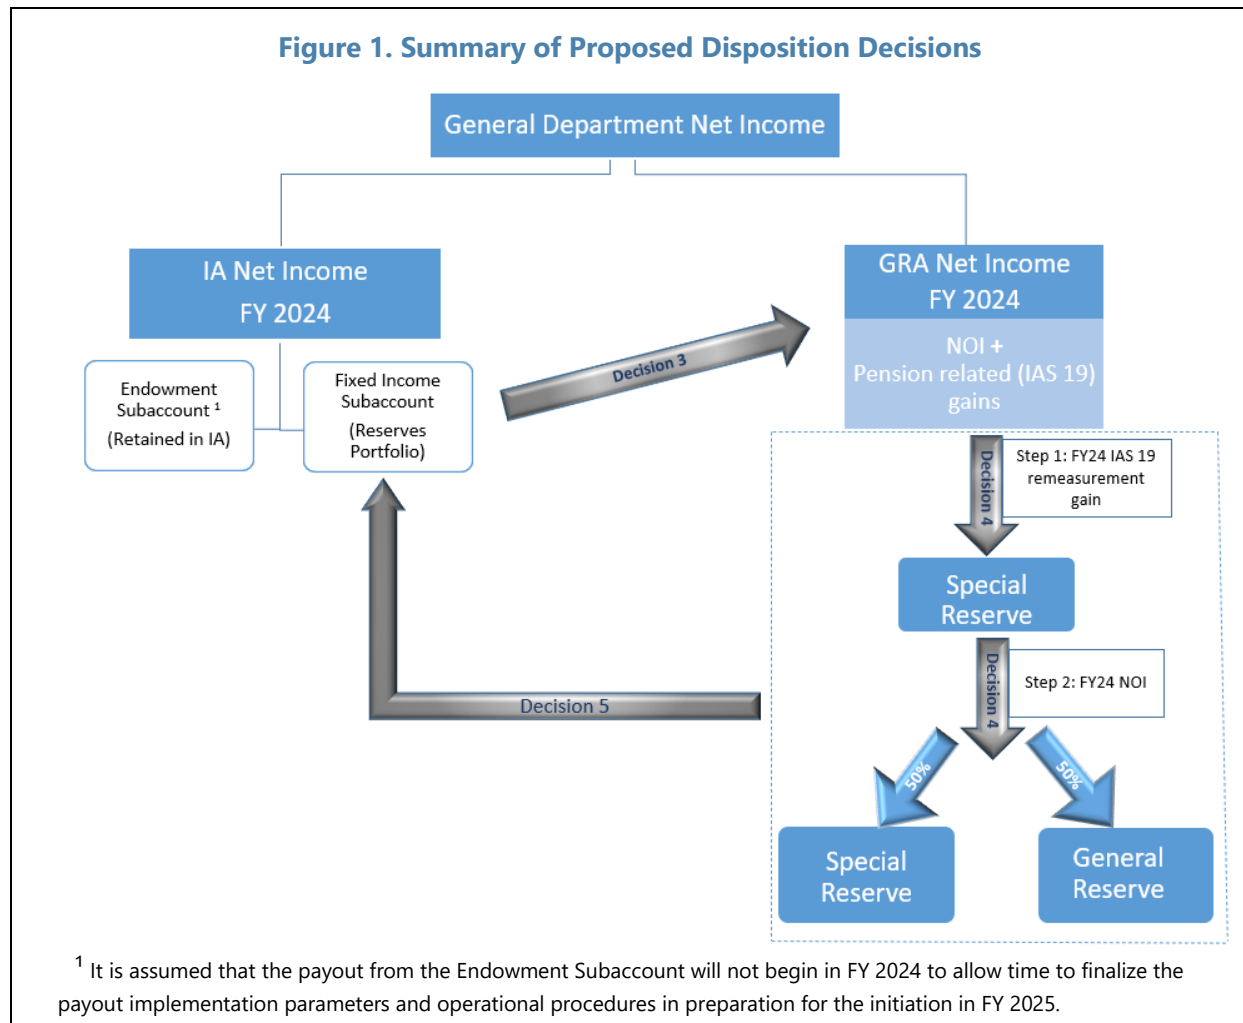 Figure 1. Summary of Proposed Disposition Decisions
General Department Net Income
IA Net Income
FY 2024
GRA Net Income
FY 2024
NOI +
Pension related (IAS 19)
gains
Endowment
Subaccount ¹
(Retained in IA)
Fixed Income
Subaccount
(Reserves
Portfolio)
Decision 3
Decision 4
Step 1: FY24 IAS 19
remeasurement
gain
Special
Reserve
Decision 4
Step 2: FY24 NOI
Decision 5
50%
50%
Special
Reserve
General
Reserve
¹ It is assumed that the payout from the Endowment Subaccount will not begin in FY 2024 to allow time to finalize the
payout implementation parameters and operational procedures in preparation for the initiation in FY 2025.